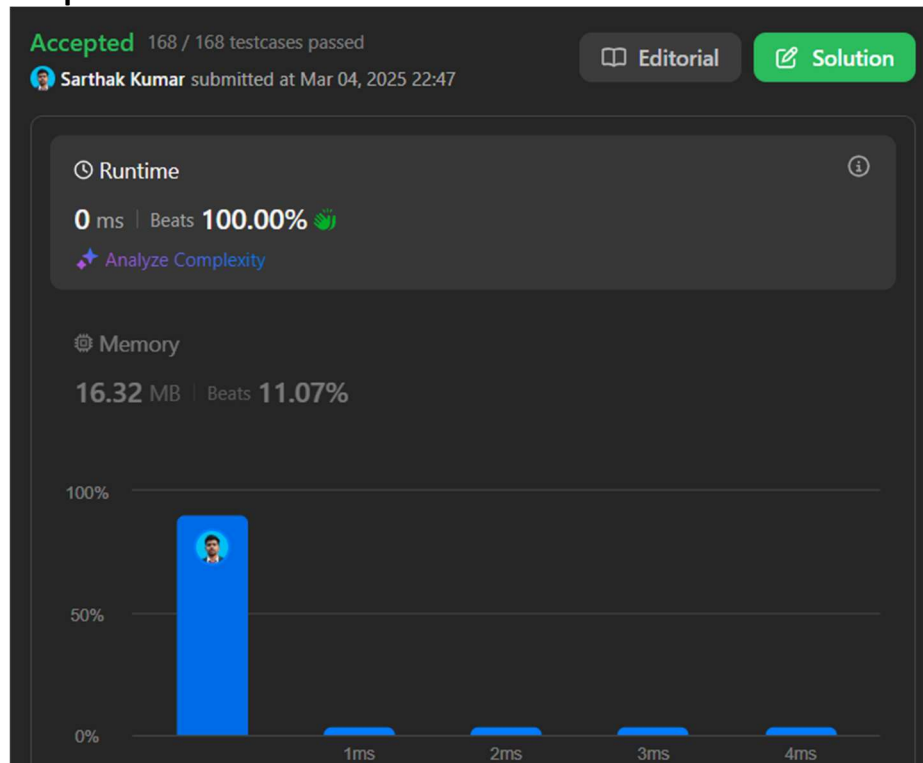 Accepted 168 / 168 testcases passed
Editorial
Solution
Sarthak Kumar submitted at Mar 04, 2025 22:47
Runtime
0 ms | Beats 100.00%
Analyze Complexity
Memory
16.32 MB | Beats 11.07%
100%
50%
0%
1ms 2ms 3ms 4ms